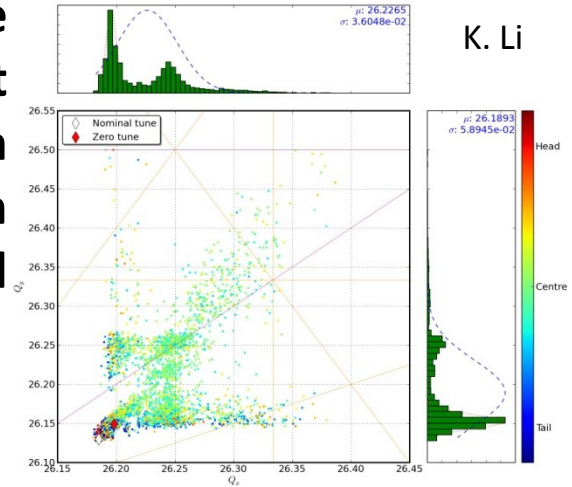 e
t
n
n
l
μ: 26.2265
σ: 3.6048e-02
K. Li
26.55
26.50
26.45
26.40
26.35
26.30
26.25
26.20
26.15
26.10
Qy
Nominal tune
Zero tune
26.15 26.20 26.25 26.30 26.35 26.40 26.45
Qx
μ: 26.1893
σ: 5.8945e-02
Head
Centre
Tail